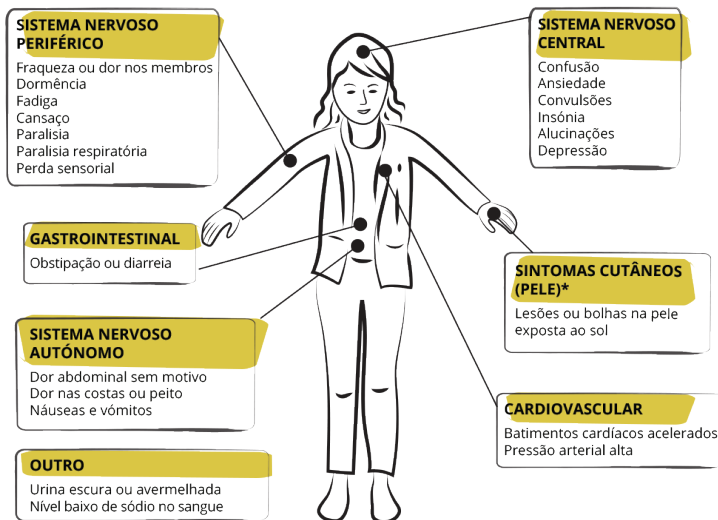 SISTEMA NERVOSO
PERIFÉRICO
Fraqueza ou dor nos membros
Dormência
Fadiga
Cansaço
Paralisia
Paralisia respiratória
Perda sensorial
SISTEMA NERVOSO
CENTRAL
Confusão
Ansiedade
Convulsões
Insónia
Alucinações
Depressão
GASTROINTESTINAL
Obstipação ou diarreia
SINTOMAS CUTÂNEOS
(PELE)*
Lesões ou bolhas na pele
exposta ao sol
SISTEMA NERVOSO
AUTÓNOMO
Dor abdominal sem motivo
Dor nas costas ou peito
Náuseas e vómitos
CARDIOVASCULAR
Batimentos cardíacos acelerados
Pressão arterial alta
OUTRO
Urina escura ou avermelhada
Nível baixo de sódio no sangue